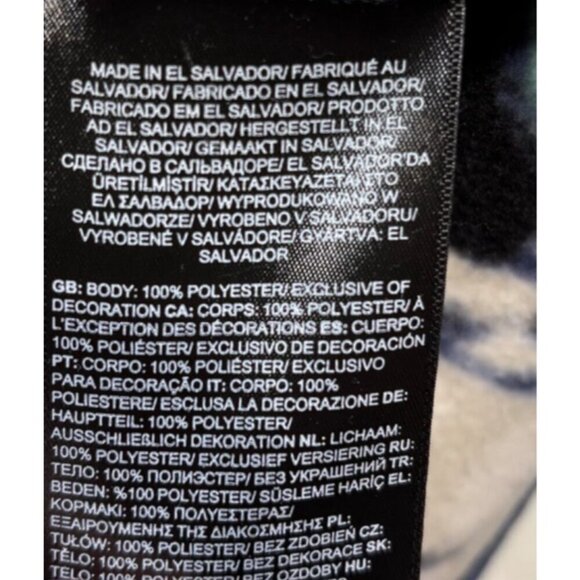 MADE IN EL SALVADOR/ FABRIQUÉ AU
SALVADOR/ FABRICADO EN EL SALVADOR/
FABRICADO EM EL SALVADOR/ PRODOTTO
AD EL SALVADOR/ HERGESTELLT IN EL
SALVADOR/ GEMAAKT IN SALVADOR/
СДЕЛАНО В САЛЬВАДОРЕ/ EL SALVADOR'DA
ÜRETİLMİŞTİR/ ΚΑΤΑΣΚΕΥΑΖΕΤΑΙ ΣΤΟ
ΕΛ ΣΑΛΒΑΔΟΡ/ WYPRODUKOWANO W
SALWADORZE/ VYROBENO V SALVADORU/
VYROBENÉ V SALVÁDORE/ GYÁRTVA: EL
SALVADOR
GB: BODY: 100% POLYESTER/ EXCLUSIVE OF
DECORATION CA: CORPS: 100% POLYESTER/ À
L'EXCEPTION DES DÉCORATIONS ES: CUERPO:
100% POLIÉSTER/ EXCLUSIVO DE DECORACIÓN
PT: CORPO: 100% POLIÉSTER/ EXCLUSIVO
PARA DECORAÇÃO IT: CORPO: 100%
POLIESTERE/ ESCLUSA LA DECORAZIONE DE:
HAUPTTEIL: 100% POLYESTER/
AUSSCHLIEßLICH DEKORATION NL: LICHAAM:
100% POLYESTER/ EXCLUSIEF VERSIERING RU:
ТЕЛО: 100% ПОЛИЭСТЕР/ БЕЗ УКРАШЕНИЙ TR:
BEDEN: %100 POLYESTER/ SÜSLEME HARİÇ EL:
ΚΟΡΜΑΚΙ: 100% ΠΟΛΥΕΣΤΕΡΑΣ/
ΕΞΑΙΡΟΥΜΕΝΗΣ ΤΗΣ ΔΙΑΚΟΣΜΗΣΗΣ PL:
TUŁÓW: 100% POLIESTER/ BEZ ZDOBIEŃ CZ:
TĚLO: 100% POLYESTER/ BEZ DEKORACE SK:
TELO: 100% POLYESTER/ BEZ OZDOBY HU: